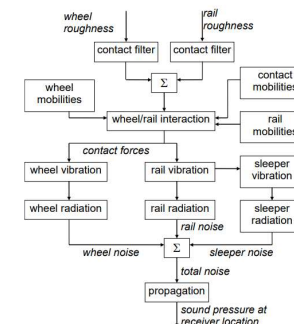 wheel
roughness
rail
roughness
contact filter
contact filter
Σ
wheel
mobilities
contact
mobilities
wheel/rail interaction
rail
mobilities
contact forces
wheel vibration
rail vibration
sleeper
vibration
wheel radiation
rail radiation
sleeper
radiation
rail noise
wheel noise
Σ
sleeper noise
total noise
propagation
sound pressure at
receiver location